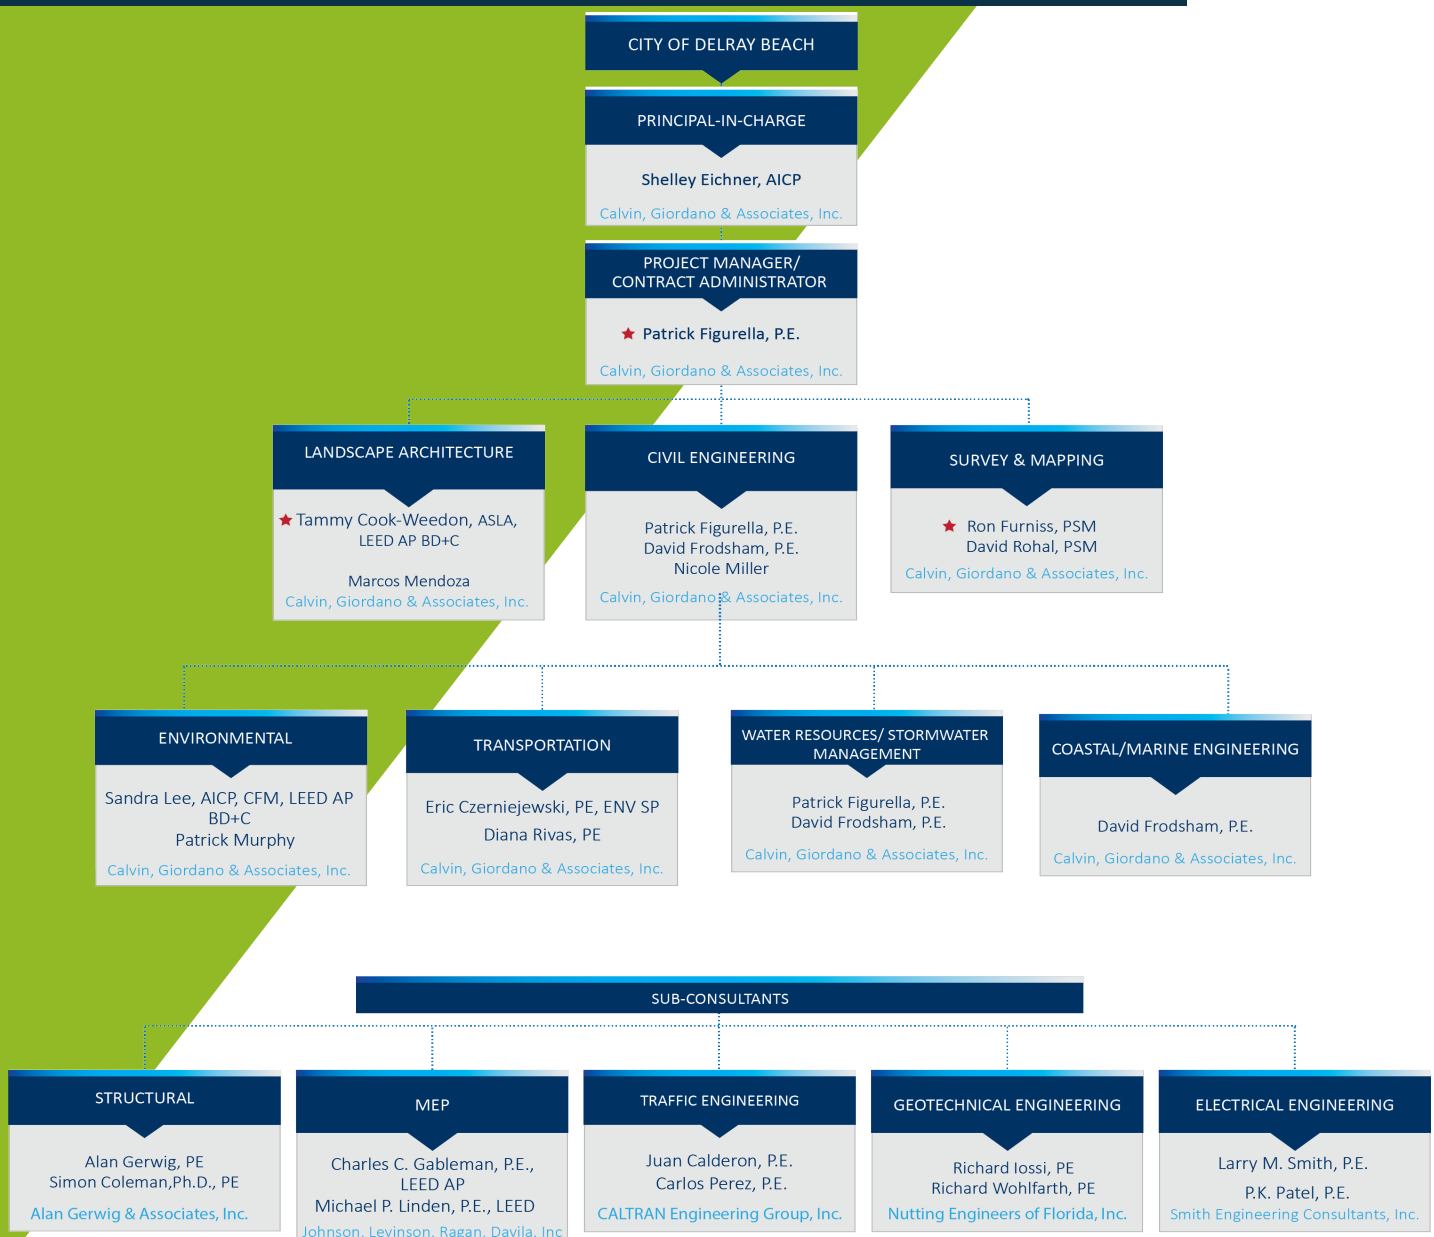 CITY OF DELRAY BEACH
PRINCIPAL-IN-CHARGE
Shelley Eichner, AICP
Calvin, Giordano & Associates, Inc.
PROJECT MANAGER/
CONTRACT ADMINISTRATOR
Patrick Figurella, P.E.
Calvin, Giordano & Associates, Inc.
LANDSCAPE ARCHITECTURE
Tammy Cook-Weedon, ASLA,
LEED AP BD+C
Marcos Mendoza
Calvin, Giordano & Associates, Inc.
CIVIL ENGINEERING
Patrick Figurella, P.E.
David Frodsham, P.E.
Nicole Miller
Calvin, Giordano & Associates, Inc.
SURVEY & MAPPING
Ron Furniss, PSM
David Rohal, PSM
Calvin, Giordano & Associates, Inc.
ENVIRONMENTAL
Sandra Lee, AICP, CFM, LEED AP
BD+C
Patrick Murphy
Calvin, Giordano & Associates, Inc.
TRANSPORTATION
Eric Czerniejewski, PE, ENV SP
Diana Rivas, PE
Calvin, Giordano & Associates, Inc.
WATER RESOURCES/ STORMWATER
MANAGEMENT
Patrick Figurella, P.E.
David Frodsham, P.E.
Calvin, Giordano & Associates, Inc.
COASTAL/MARINE ENGINEERING
David Frodsham, P.E.
Calvin, Giordano & Associates, Inc.
SUB-CONSULTANTS
STRUCTURAL
Alan Gerwig, PE
Simon Coleman,Ph.D., PE
Alan Gerwig & Associates, Inc.
MEP
Charles C. Gableman, P.E.,
LEED AP
Michael P. Linden, P.E., LEED
Johnson, Levinson, Ragan, Davila, Inc
TRAFFIC ENGINEERING
Juan Calderon, P.E.
Carlos Perez, P.E.
CALTRAN Engineering Group, Inc.
GEOTECHNICAL ENGINEERING
Richard Iossi, PE
Richard Wohlfarth, PE
Nutting Engineers of Florida, Inc.
ELECTRICAL ENGINEERING
Larry M. Smith, P.E.
P.K. Patel, P.E.
Smith Engineering Consultants, Inc.